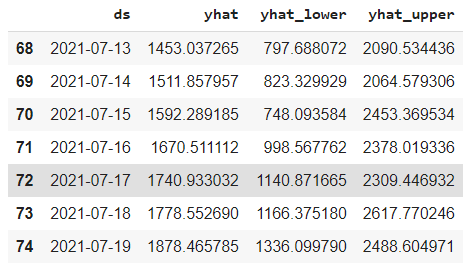 ds yhat yhat_lower yhat_upper
68 2021-07-13 1453.037265 797.688072 2090.534436
69 2021-07-14 1511.857957 823.329929 2064.579306
70 2021-07-15 1592.289185 748.093584 2453.369534
71 2021-07-16 1670.511112 998.567762 2378.019336
72 2021-07-17 1740.933032 1140.871665 2309.446932
73 2021-07-18 1778.552690 1166.375180 2617.770246
74 2021-07-19 1878.465785 1336.099790 2488.604971